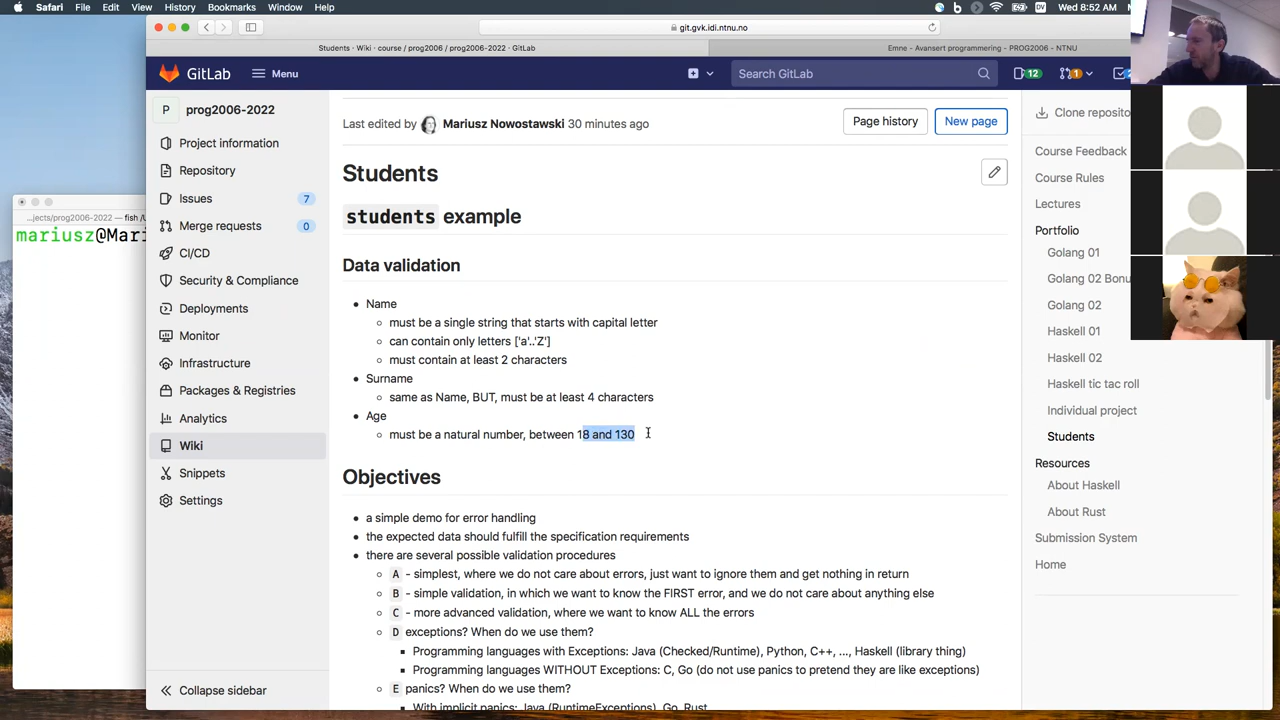 Safari File Edit View History Bookmarks Window Help
DV Wed 8:52 AM
git.gvk.idi.ntnu.no
Students · Wiki · course / prog2006 / prog2006-2022 · GitLab
Emne - Avansert programmering - PROG2006 - NTNU
GitLab Menu
Search GitLab
12 1
P prog2006-2022
Project information
Repository
Issues 7
Merge requests 0
CI/CD
Security & Compliance
Deployments
Monitor
Infrastructure
Packages & Registries
Analytics
Wiki
Snippets
Settings
Collapse sidebar
...jects/prog2006-2022 — fish /U
mariusz@Mari
Last edited by Mariusz Nowostawski 30 minutes ago
Page history New page
Students
students example
Data validation
• Name
must be a single string that starts with capital letter
can contain only letters ['a'..'Z']
must contain at least 2 characters
• Surname
same as Name, BUT, must be at least 4 characters
• Age
must be a natural number, between 18 and 130
Objectives
• a simple demo for error handling
• the expected data should fulfill the specification requirements
• there are several possible validation procedures
A - simplest, where we do not care about errors, just want to ignore them and get nothing in return
B - simple validation, in which we want to know the FIRST error, and we do not care about anything else
C - more advanced validation, where we want to know ALL the errors
D exceptions? When do we use them?
Programming languages with Exceptions: Java (Checked/Runtime), Python, C++, ..., Haskell (library thing)
Programming languages WITHOUT Exceptions: C, Go (do not use panics to pretend they are like exceptions)
E panics? When do we use them?
With implicit panics: Java (RuntimeExceptions), Go, Rust
Clone reposito
Course Feedback
Course Rules
Lectures
Portfolio
Golang 01
Golang 02 Bonu
Golang 02
Haskell 01
Haskell 02
Haskell tic tac roll
Individual project
Students
Resources
About Haskell
About Rust
Submission System
Home